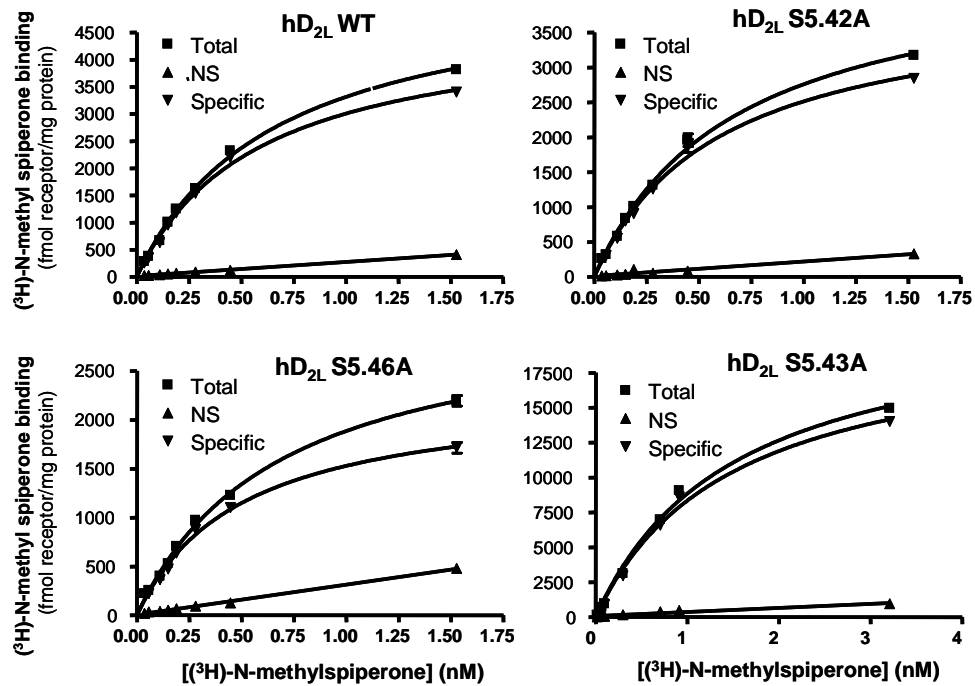 hD2L WT
(3H)-N-methyl spiperone binding
(fmol receptor/mg protein)
4500
4000
3500
3000
2500
2000
1500
1000
500
0
Total
.NS
Specific
0.00 0.25 0.50 0.75 1.00 1.25 1.50 1.75
hD2L S5.42A
3500
3000
2500
2000
1500
1000
500
0
Total
NS
Specific
0.00 0.25 0.50 0.75 1.00 1.25 1.50 1.75
hD2L S5.46A
(3H)-N-methyl spiperone binding
(fmol receptor/mg protein)
2500
2000
1500
1000
500
0
Total
NS
Specific
0.00 0.25 0.50 0.75 1.00 1.25 1.50 1.75
[(3H)-N-methylspiperone] (nM)
hD2L S5.43A
17500
15000
12500
10000
7500
5000
2500
0
Total
NS
Specific
0 1 2 3 4
[(3H)-N-methylspiperone] (nM)